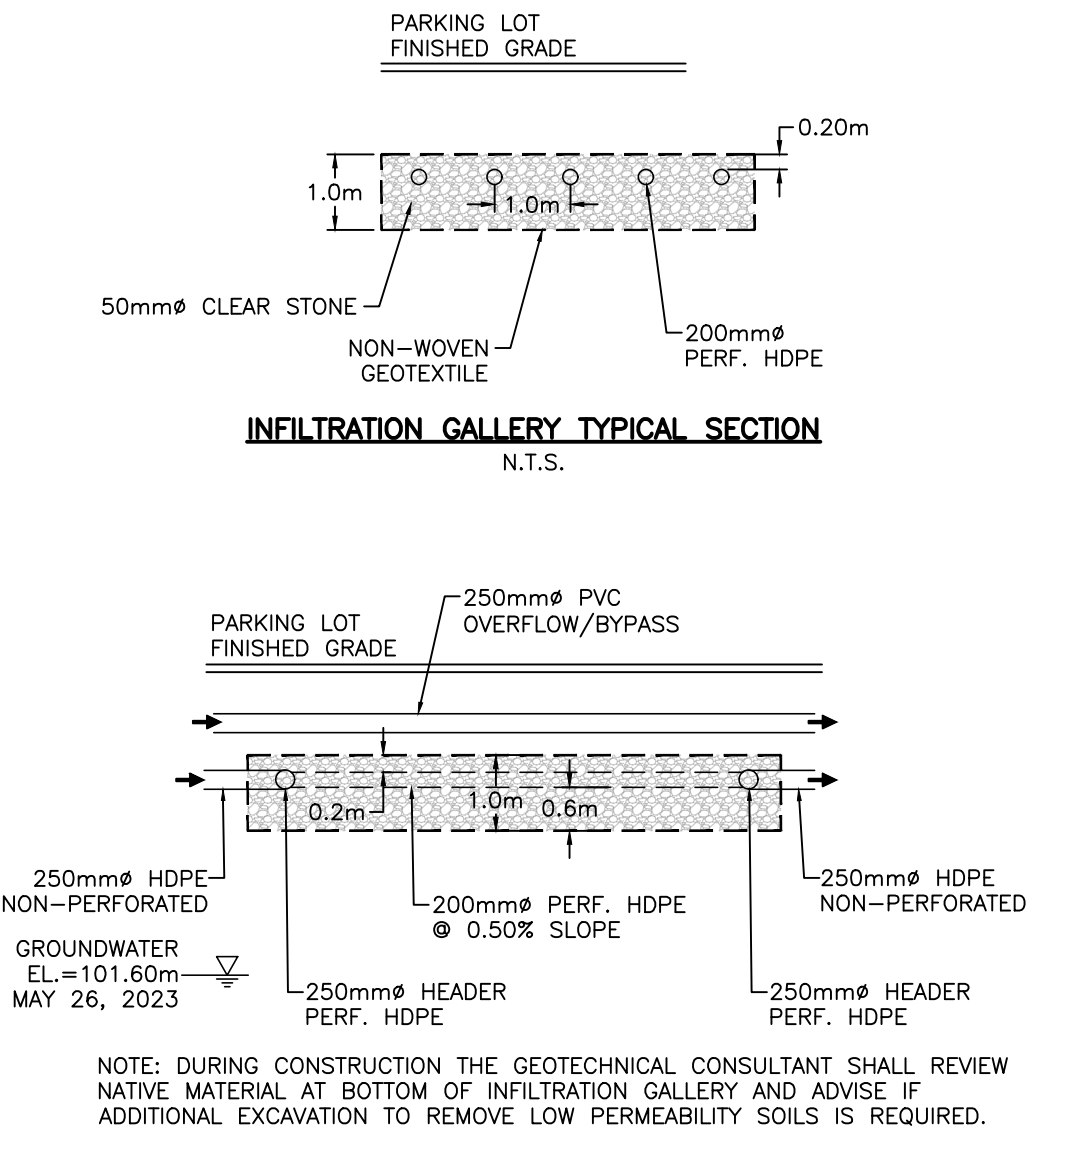 PARKING LOT
FINISHED GRADE
0.20m
1.0m
1.0m
50mmø CLEAR STONE
NON-WOVEN
GEOTEXTILE
200mmø
PERF. HDPE
INFILTRATION GALLERY TYPICAL SECTION
N.T.S.
250mmø PVC
OVERFLOW/BYPASS
PARKING LOT
FINISHED GRADE
0.2m
1.0m
0.6m
250mmø HDPE
NON-PERFORATED
200mmø PERF. HDPE
@ 0.50% SLOPE
250mmø HDPE
NON-PERFORATED
GROUNDWATER
EL.=101.60m
MAY 26, 2023
250mmø HEADER
PERF. HDPE
250mmø HEADER
PERF. HDPE
NOTE: DURING CONSTRUCTION THE GEOTECHNICAL CONSULTANT SHALL REVIEW
NATIVE MATERIAL AT BOTTOM OF INFILTRATION GALLERY AND ADVISE IF
ADDITIONAL EXCAVATION TO REMOVE LOW PERMEABILITY SOILS IS REQUIRED.